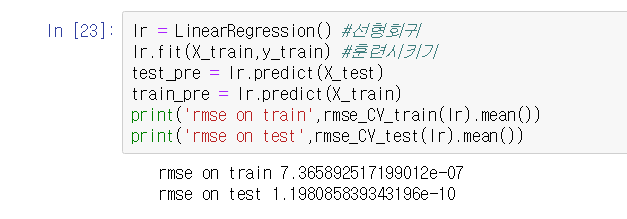 In [23]: lr = LinearRegression() #선형회귀
lr.fit(X_train,y_train) #훈련시키기
test_pre = lr.predict(X_test)
train_pre = lr.predict(X_train)
print('rmse on train',rmse_CV_train(lr).mean())
print('rmse on test',rmse_CV_test(lr).mean())
rmse on train 7.365892517199012e-07
rmse on test 1.198085839343196e-10